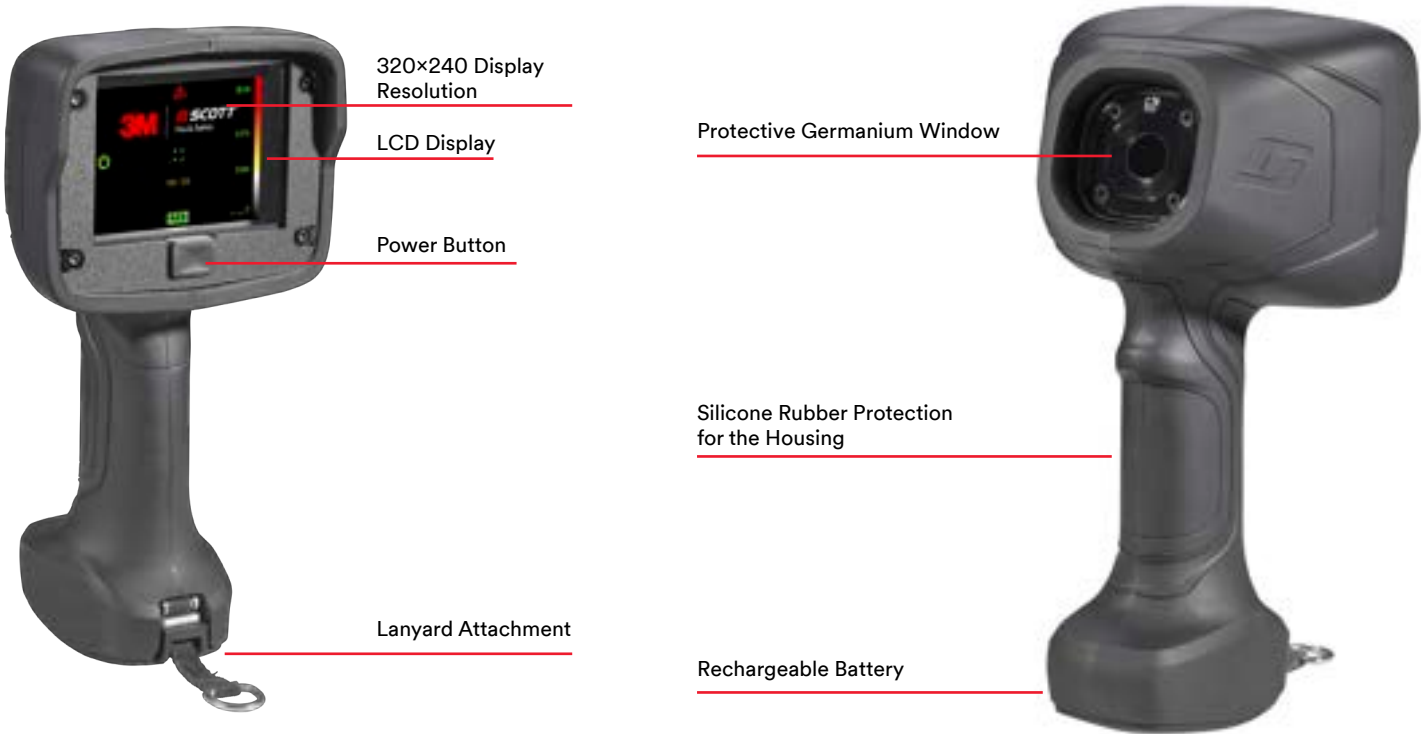 320×240 Display
Resolution
LCD Display
Power Button
Lanyard Attachment
3M
SCOTT
Protective Germanium Window
Silicone Rubber Protection
for the Housing
Rechargeable Battery